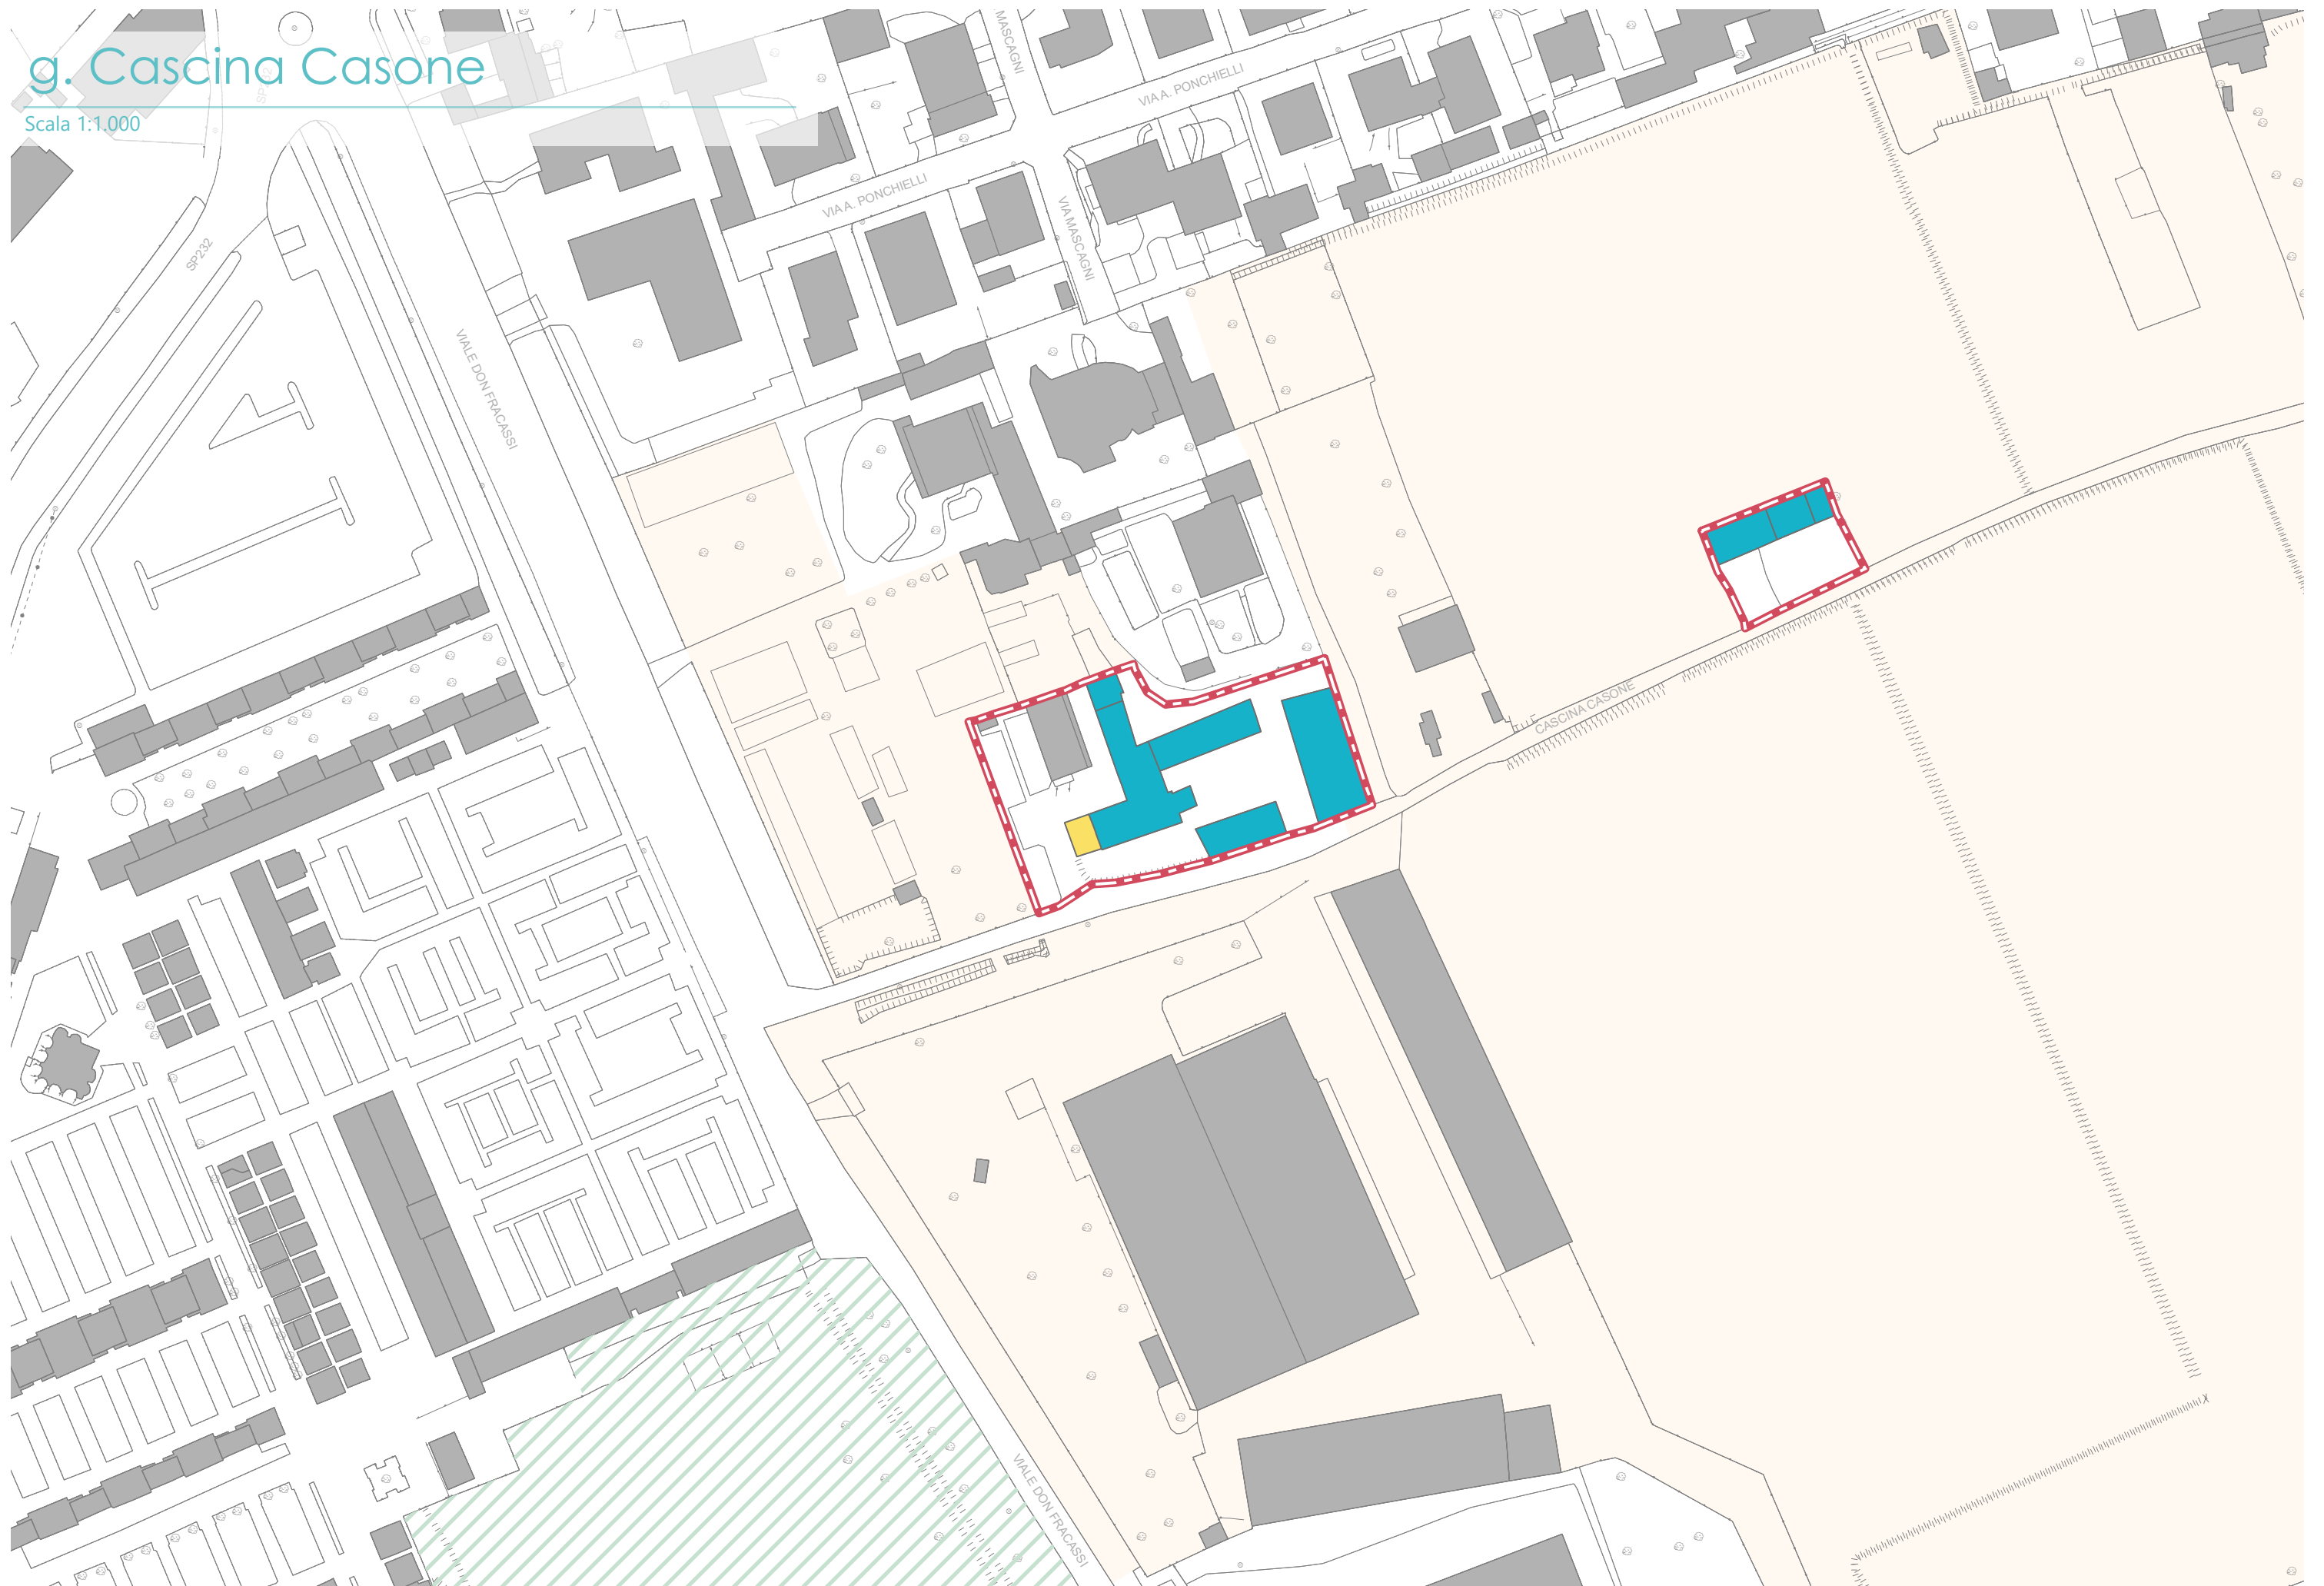 g. Cascina Casone
Scala 1:1.000
MASCAGNI
VIA A. PONCHIELLI
VIA A. PONCHIELLI
VIA MASCAGNI
SP232
VIALE DON FRACASSI
CASCINA CASONE
VIALE DON FRACASSI